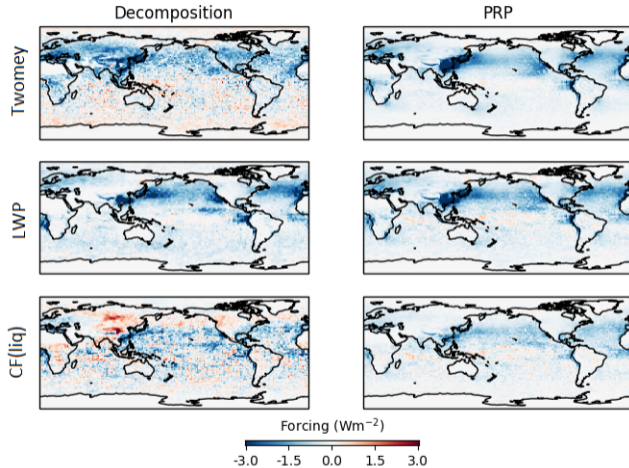 Decomposition PRP
Twomey
LWP
CF(liq)
Forcing (Wm⁻²)
-3.0 -1.5 0.0 1.5 3.0